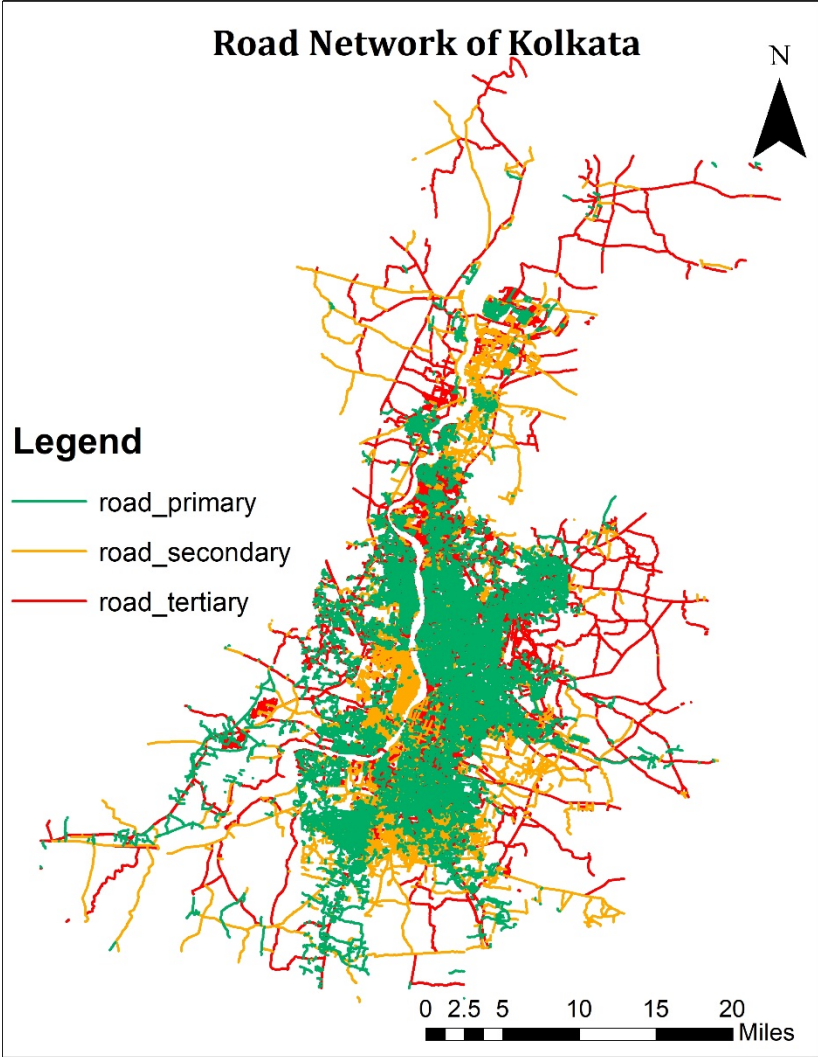 Road Network of Kolkata
N
Legend
road_primary
road_secondary
road_tertiary
0 2.5 5 10 15 20
Miles